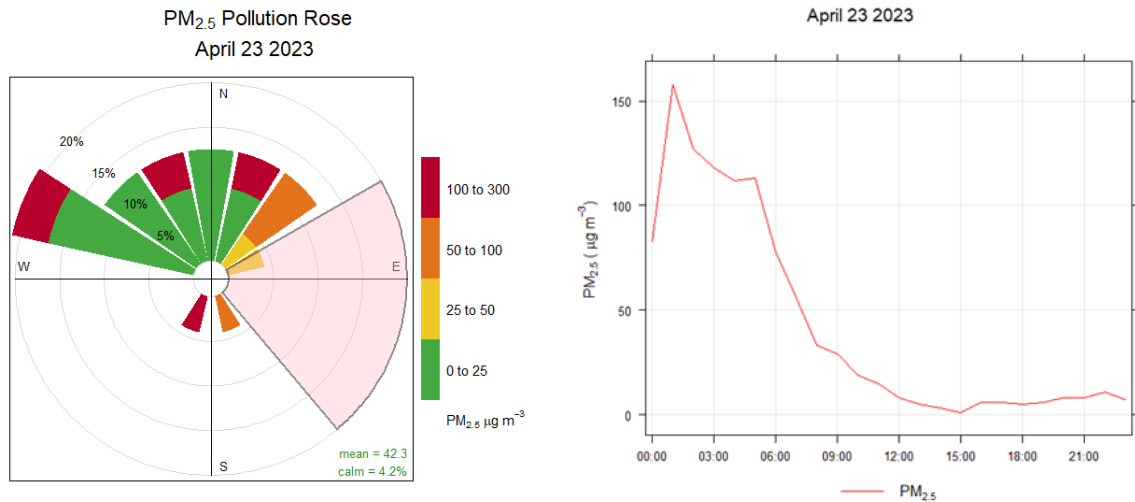 PM₂.₅ Pollution Rose
April 23 2023
N
20%
15%
10%
5%
W
E
S
mean = 42.3
calm = 4.2%
100 to 300
50 to 100
25 to 50
0 to 25
PM₂.₅ μg m⁻³
April 23 2023
PM₂.₅ ( μg m⁻³)
150
100
50
0
00:00 03:00 06:00 09:00 12:00 15:00 18:00 21:00
PM₂.₅